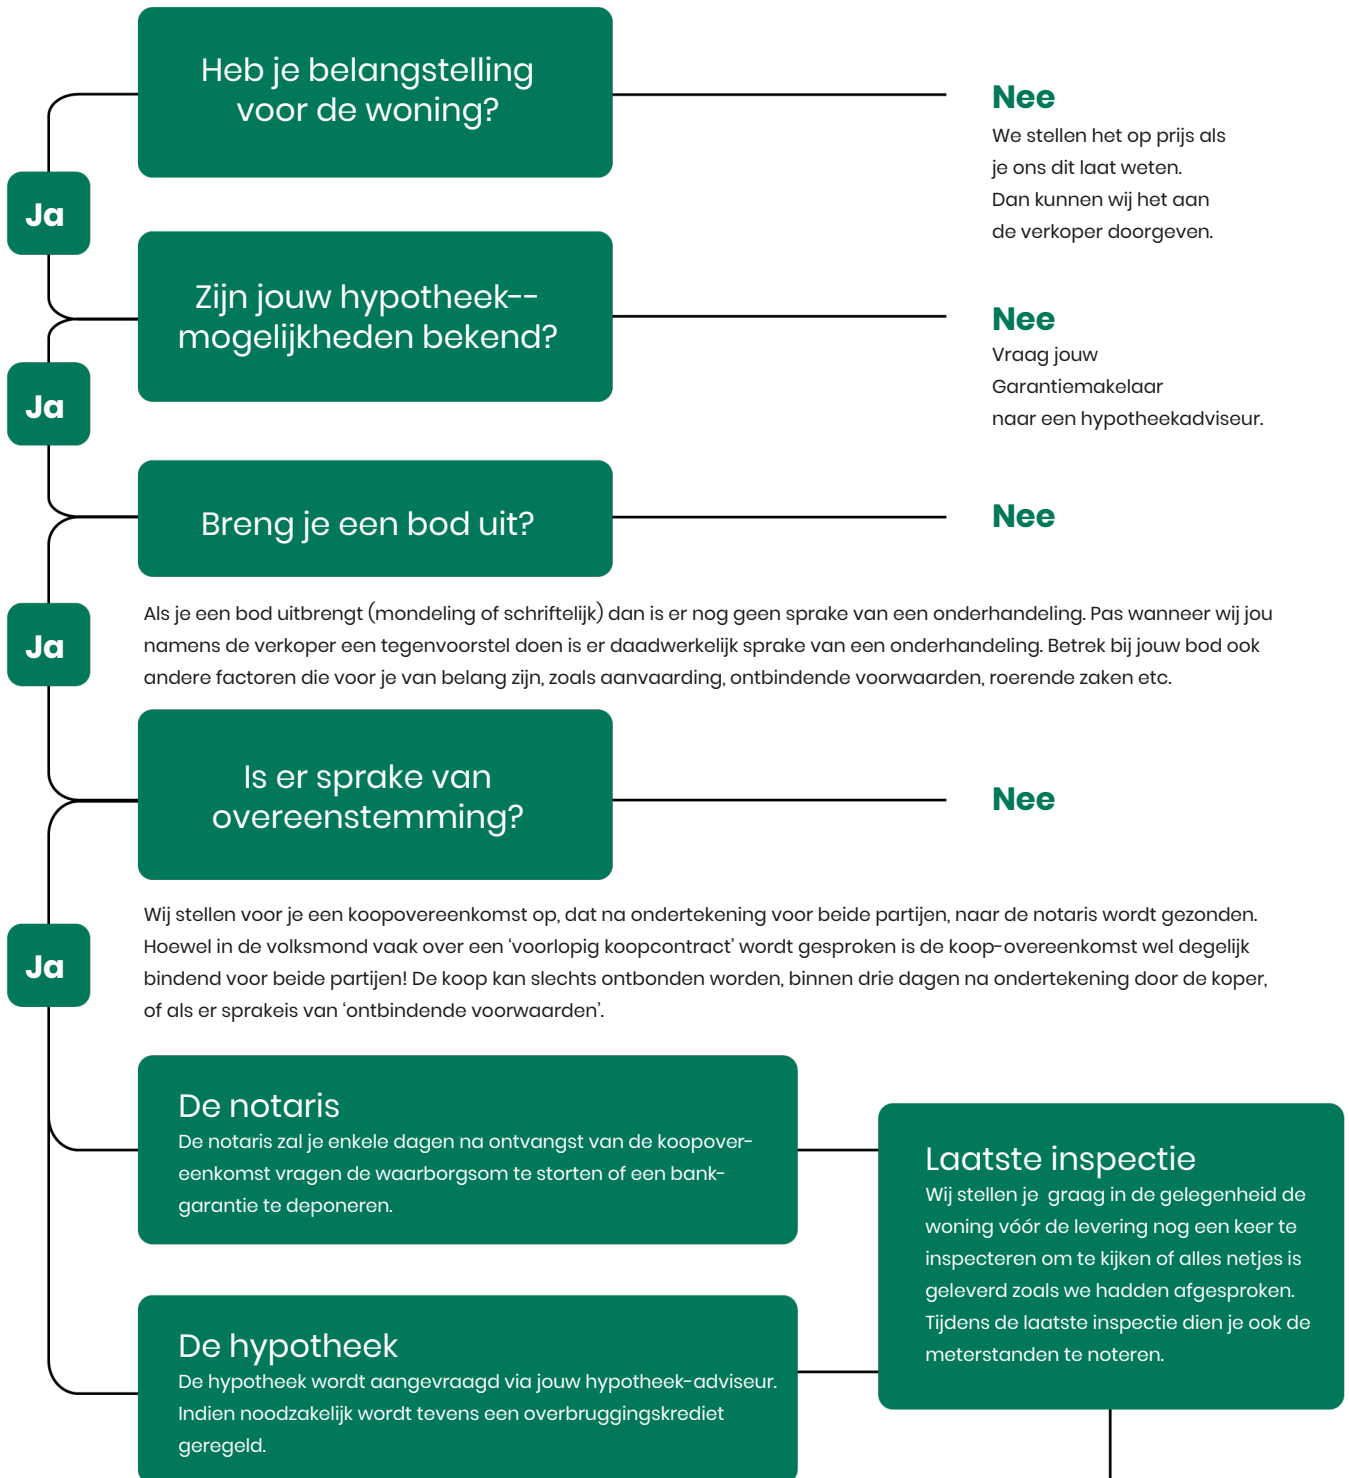 Heb je belangstelling
voor de woning?
Nee
We stellen het op prijs als
je ons dit laat weten.
Dan kunnen wij het aan
de verkoper doorgeven.
Ja
Zijn jouw hypotheek--
mogelijkheden bekend?
Nee
Vraag jouw
Garantiemakelaar
naar een hypotheekadviseur.
Ja
Breng je een bod uit?
Nee
Ja
Als je een bod uitbrengt (mondeling of schriftelijk) dan is er nog geen sprake van een onderhandeling. Pas wanneer wij jou
namens de verkoper een tegenvoorstel doen is er daadwerkelijk sprake van een onderhandeling. Betrek bij jouw bod ook
andere factoren die voor je van belang zijn, zoals aanvaarding, ontbindende voorwaarden, roerende zaken etc.
Is er sprake van
overeenstemming?
Nee
Ja
Wij stellen voor je een koopovereenkomst op, dat na ondertekening voor beide partijen, naar de notaris wordt gezonden.
Hoewel in de volksmond vaak over een ‘voorlopig koopcontract’ wordt gesproken is de koop-overeenkomst wel degelijk
bindend voor beide partijen! De koop kan slechts ontbonden worden, binnen drie dagen na ondertekening door de koper,
of als er sprakeis van ‘ontbindende voorwaarden’.
De notaris
De notaris zal je enkele dagen na ontvangst van de koopover-
eenkomst vragen de waarborgsom te storten of een bank-
garantie te deponeren.
Laatste inspectie
Wij stellen je graag in de gelegenheid de
woning vóór de levering nog een keer te
inspecteren om te kijken of alles netjes is
geleverd zoals we hadden afgesproken.
Tijdens de laatste inspectie dien je ook de
meterstanden te noteren.
De hypotheek
De hypotheek wordt aangevraagd via jouw hypotheek-adviseur.
Indien noodzakelijk wordt tevens een overbruggingskrediet
geregeld.